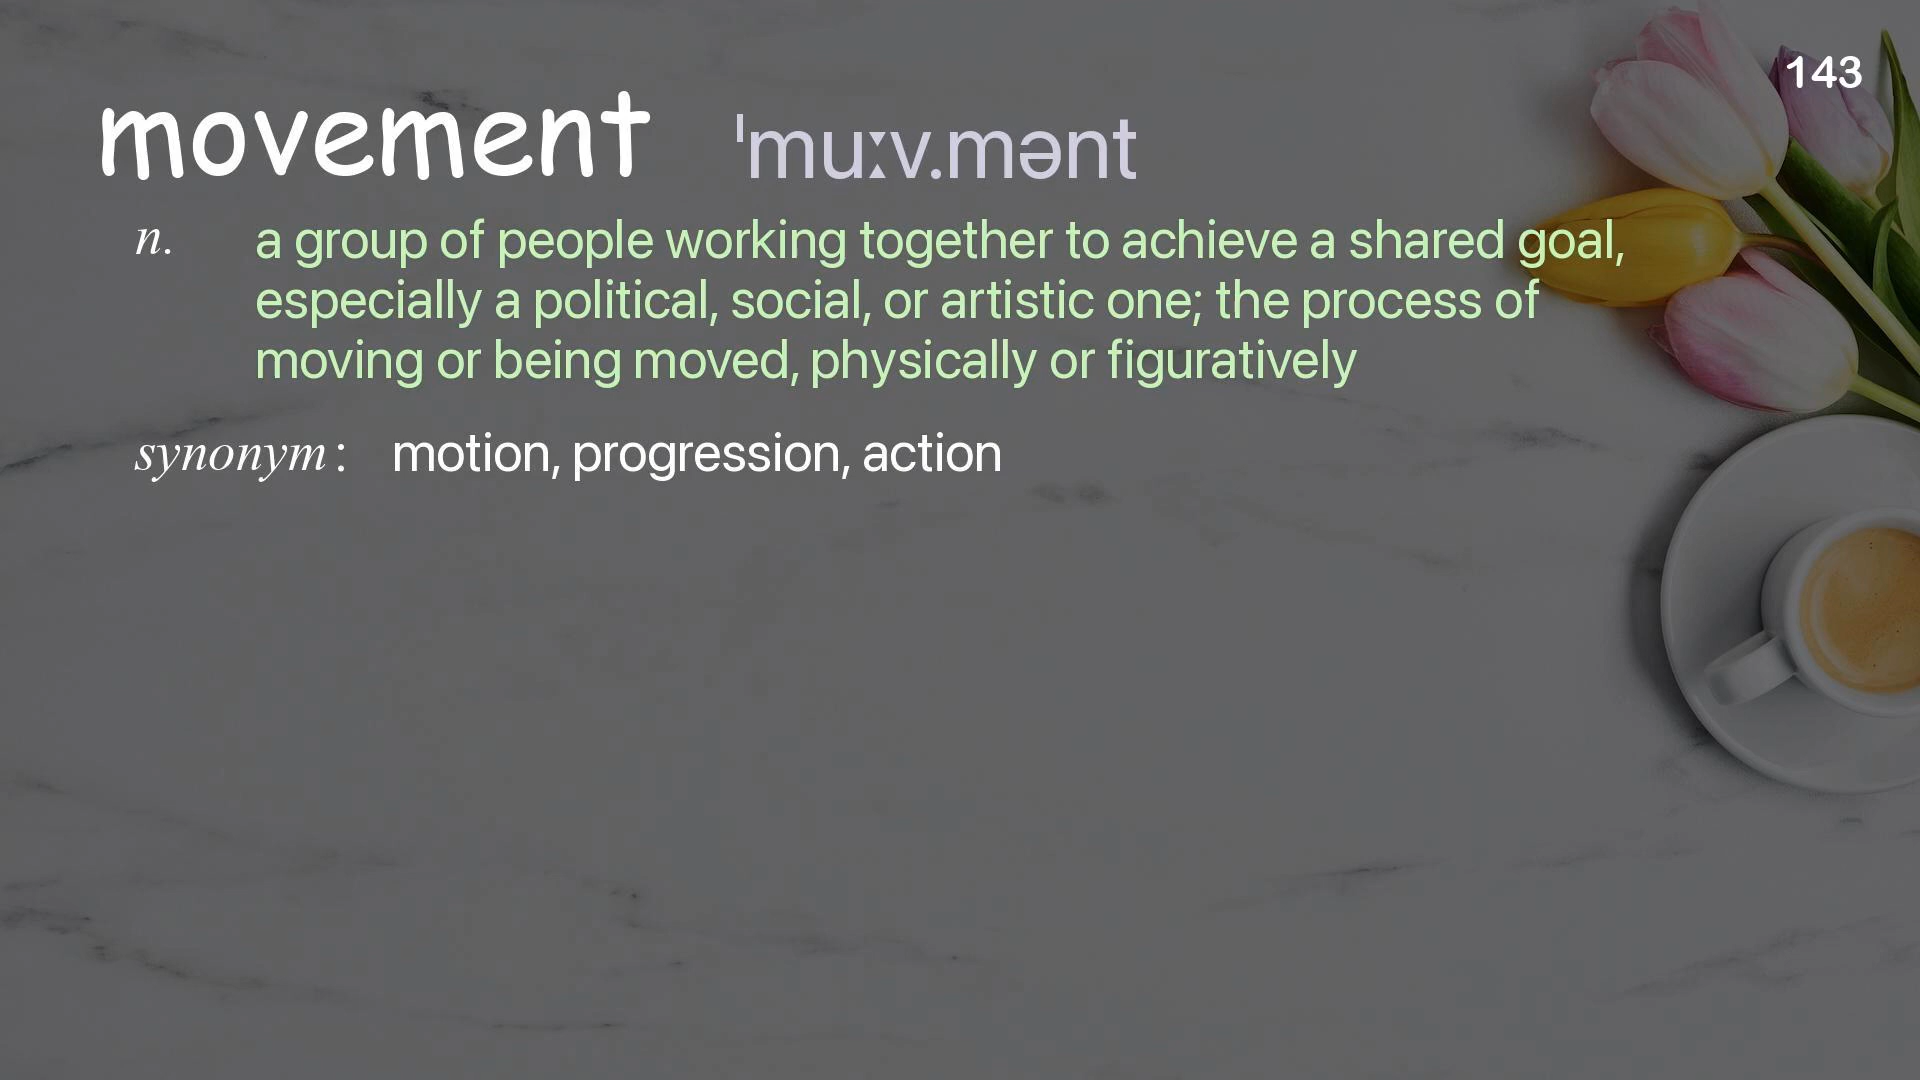 143
movement ˈmuːv.mənt
n. a group of people working together to achieve a shared goal,
especially a political, social, or artistic one; the process of
moving or being moved, physically or figuratively
synonym : motion, progression, action